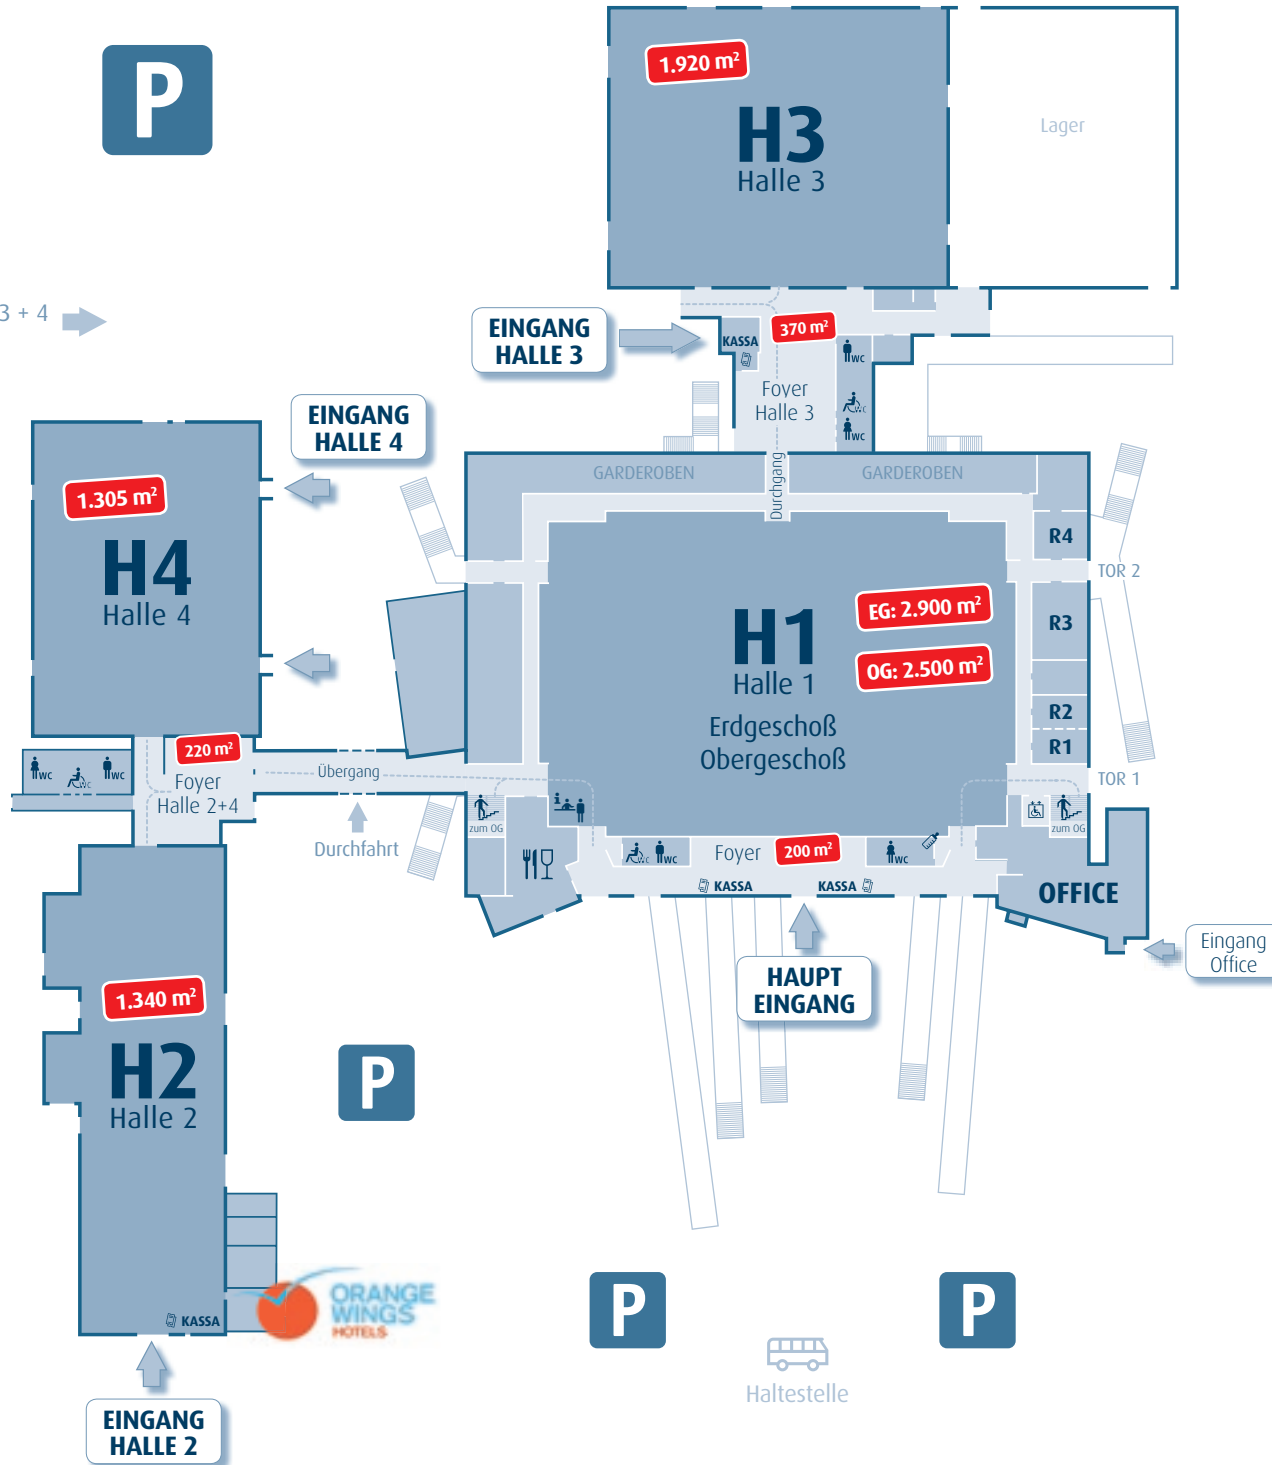 P
1.920 m²
H3
Halle 3
Lager
3 + 4
EINGANG
HALLE 3
KASSA
370 m²
WC
Foyer
Halle 3
WC
WC
EINGANG
HALLE 4
1.305 m²
H4
Halle 4
GARDEROBEN
Durchgang
GARDEROBEN
R4
TOR 2
EG: 2.900 m²
R3
H1
Halle 1
OG: 2.500 m²
Erdgeschoß
Obergeschoß
R2
R1
TOR 1
220 m²
WC
WC
WC
Foyer
Halle 2+4
Übergang
Durchfahrt
zum OG
i
WC
WC
Foyer
200 m²
WC
zum OG
KASSA
KASSA
OFFICE
Eingang
Office
HAUPT
EINGANG
1.340 m²
H2
Halle 2
P
KASSA
ORANGE
WINGS
HOTELS
P
P
Haltestelle
EINGANG
HALLE 2